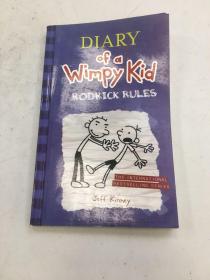 DIARY
of a
Wimpy Kid
RODRICK RULES
THE INTERNATIONAL
BESTSELLING SERIES
Jeff Kinney